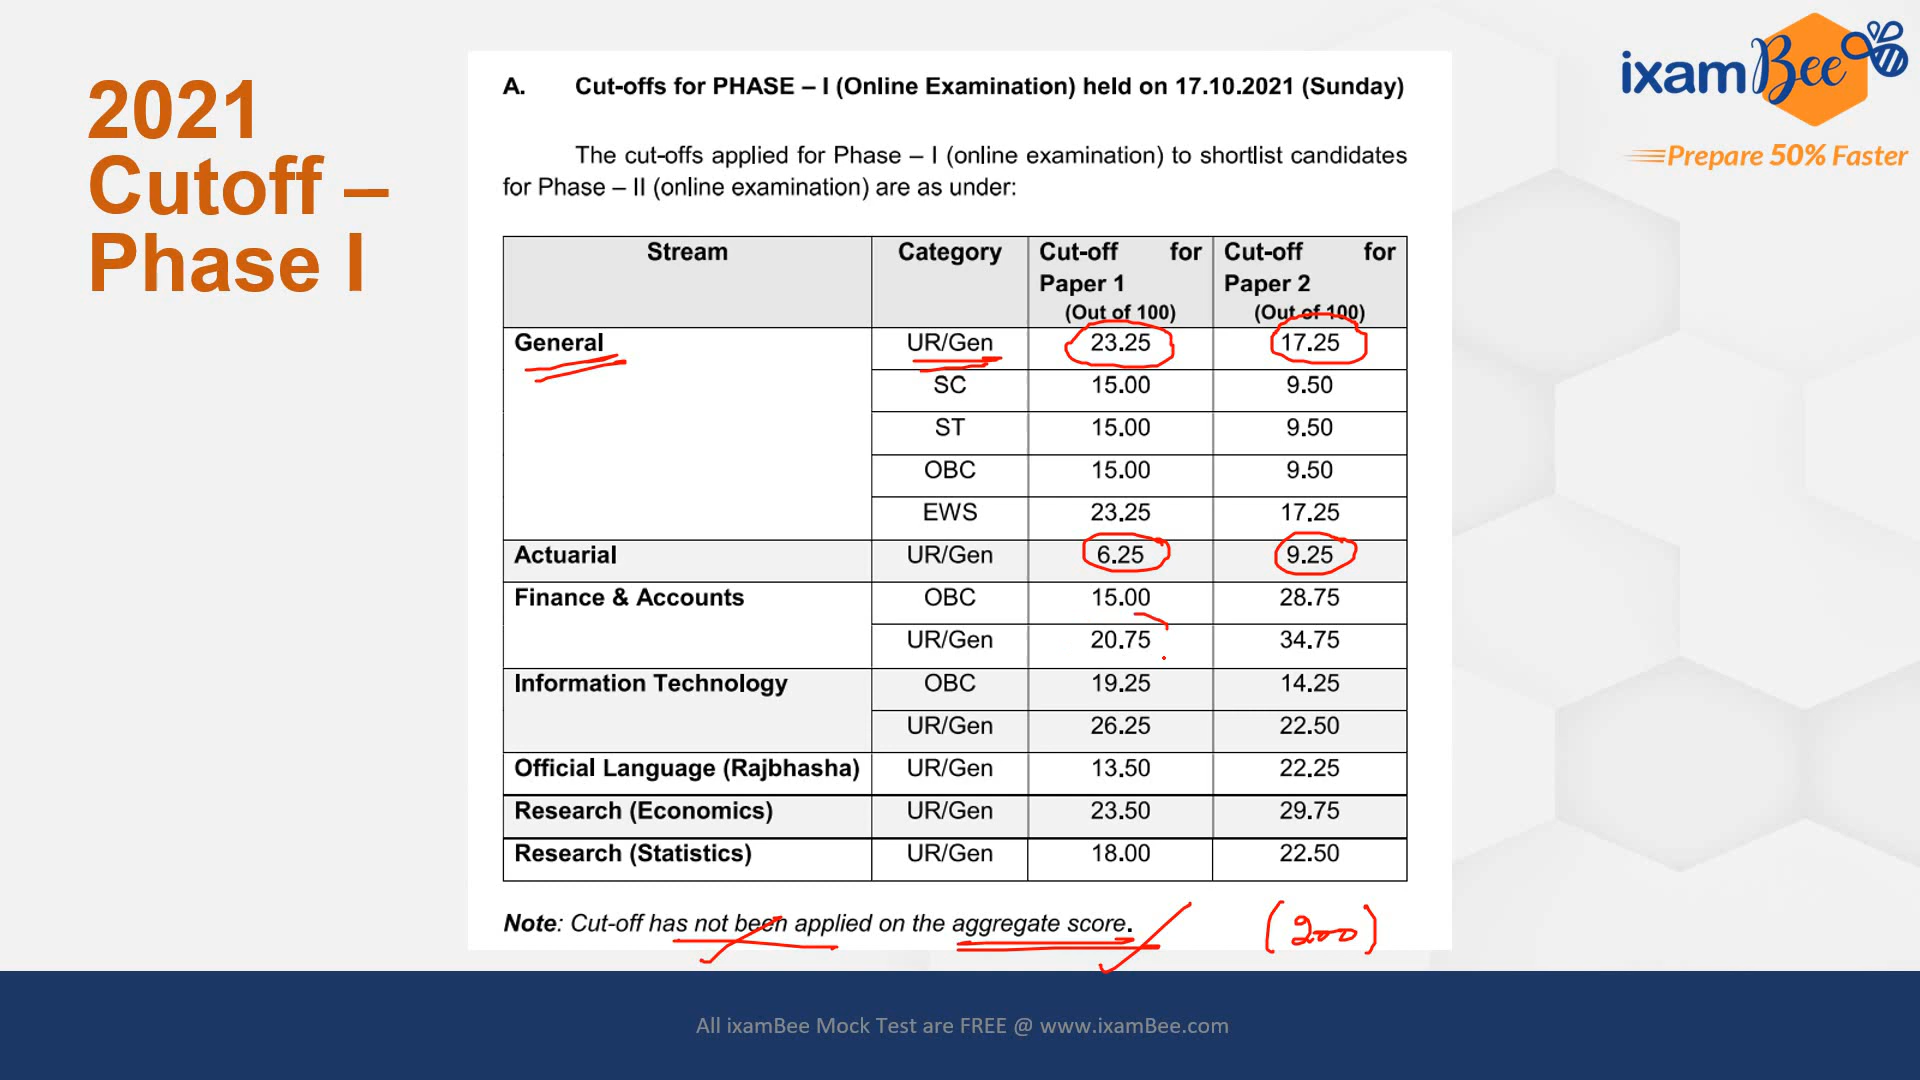 2021
Cutoff –
Phase I
ixamBee
Prepare 50% Faster
A. Cut-offs for PHASE – I (Online Examination) held on 17.10.2021 (Sunday)
The cut-offs applied for Phase – I (online examination) to shortlist candidates
for Phase – II (online examination) are as under:
Stream Category Cut-off for Paper 1 (Out of 100) Cut-off for Paper 2 (Out of 100)
General UR/Gen 23.25 17.25
SC 15.00 9.50
ST 15.00 9.50
OBC 15.00 9.50
EWS 23.25 17.25
Actuarial UR/Gen 6.25 9.25
Finance & Accounts OBC 15.00 28.75
UR/Gen 20.75 34.75
Information Technology OBC 19.25 14.25
UR/Gen 26.25 22.50
Official Language (Rajbhasha) UR/Gen 13.50 22.25
Research (Economics) UR/Gen 23.50 29.75
Research (Statistics) UR/Gen 18.00 22.50
Note: Cut-off has not been applied on the aggregate score.
(200)
All ixamBee Mock Test are FREE @ www.ixamBee.com